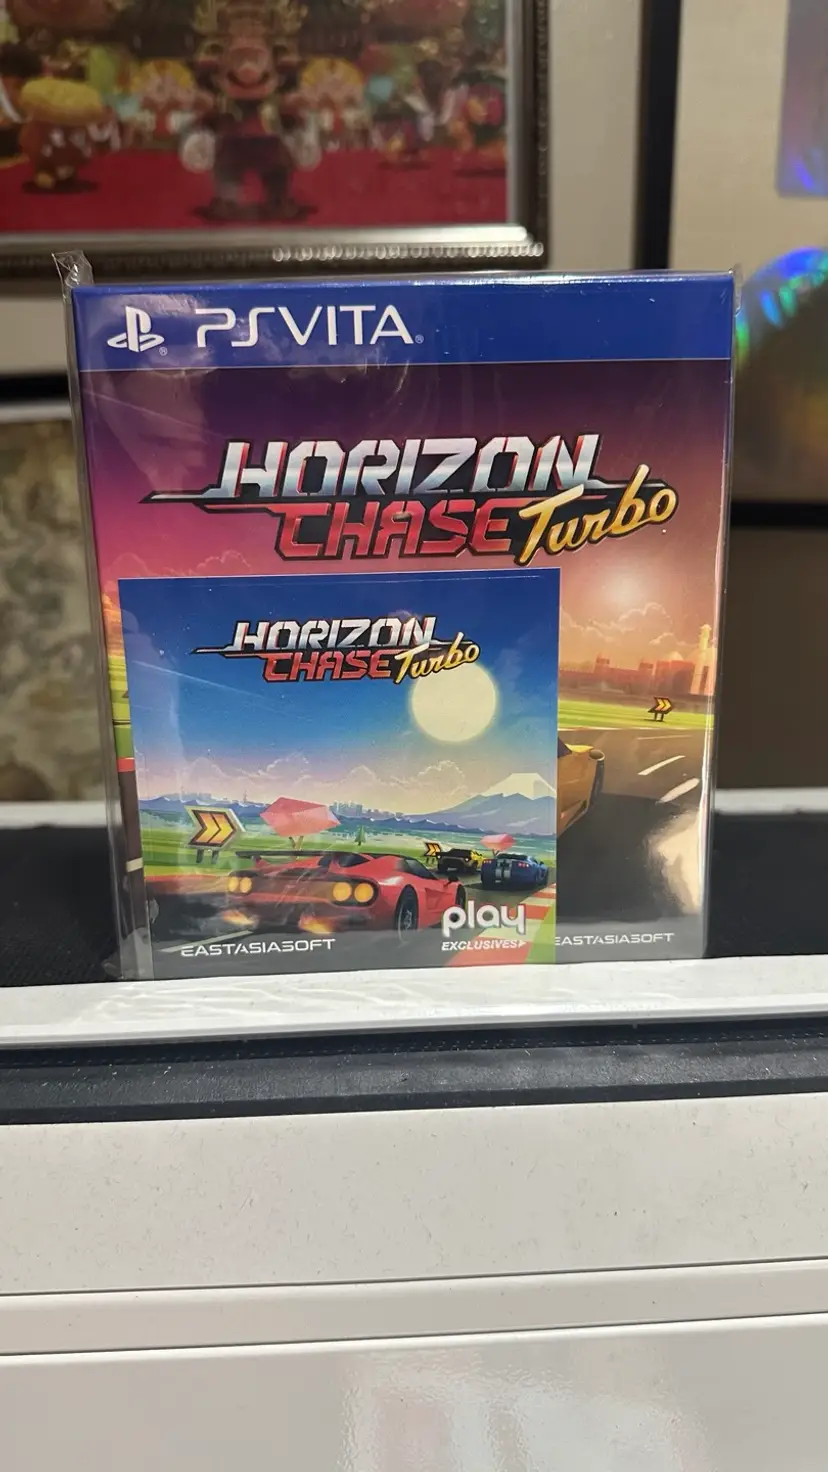 PSVITA
HORIZON
CHASE Turbo
HORIZON
CHASE Turbo
play
EXCLUSIVES
EASTASIASOFT
EASTASIASOFT